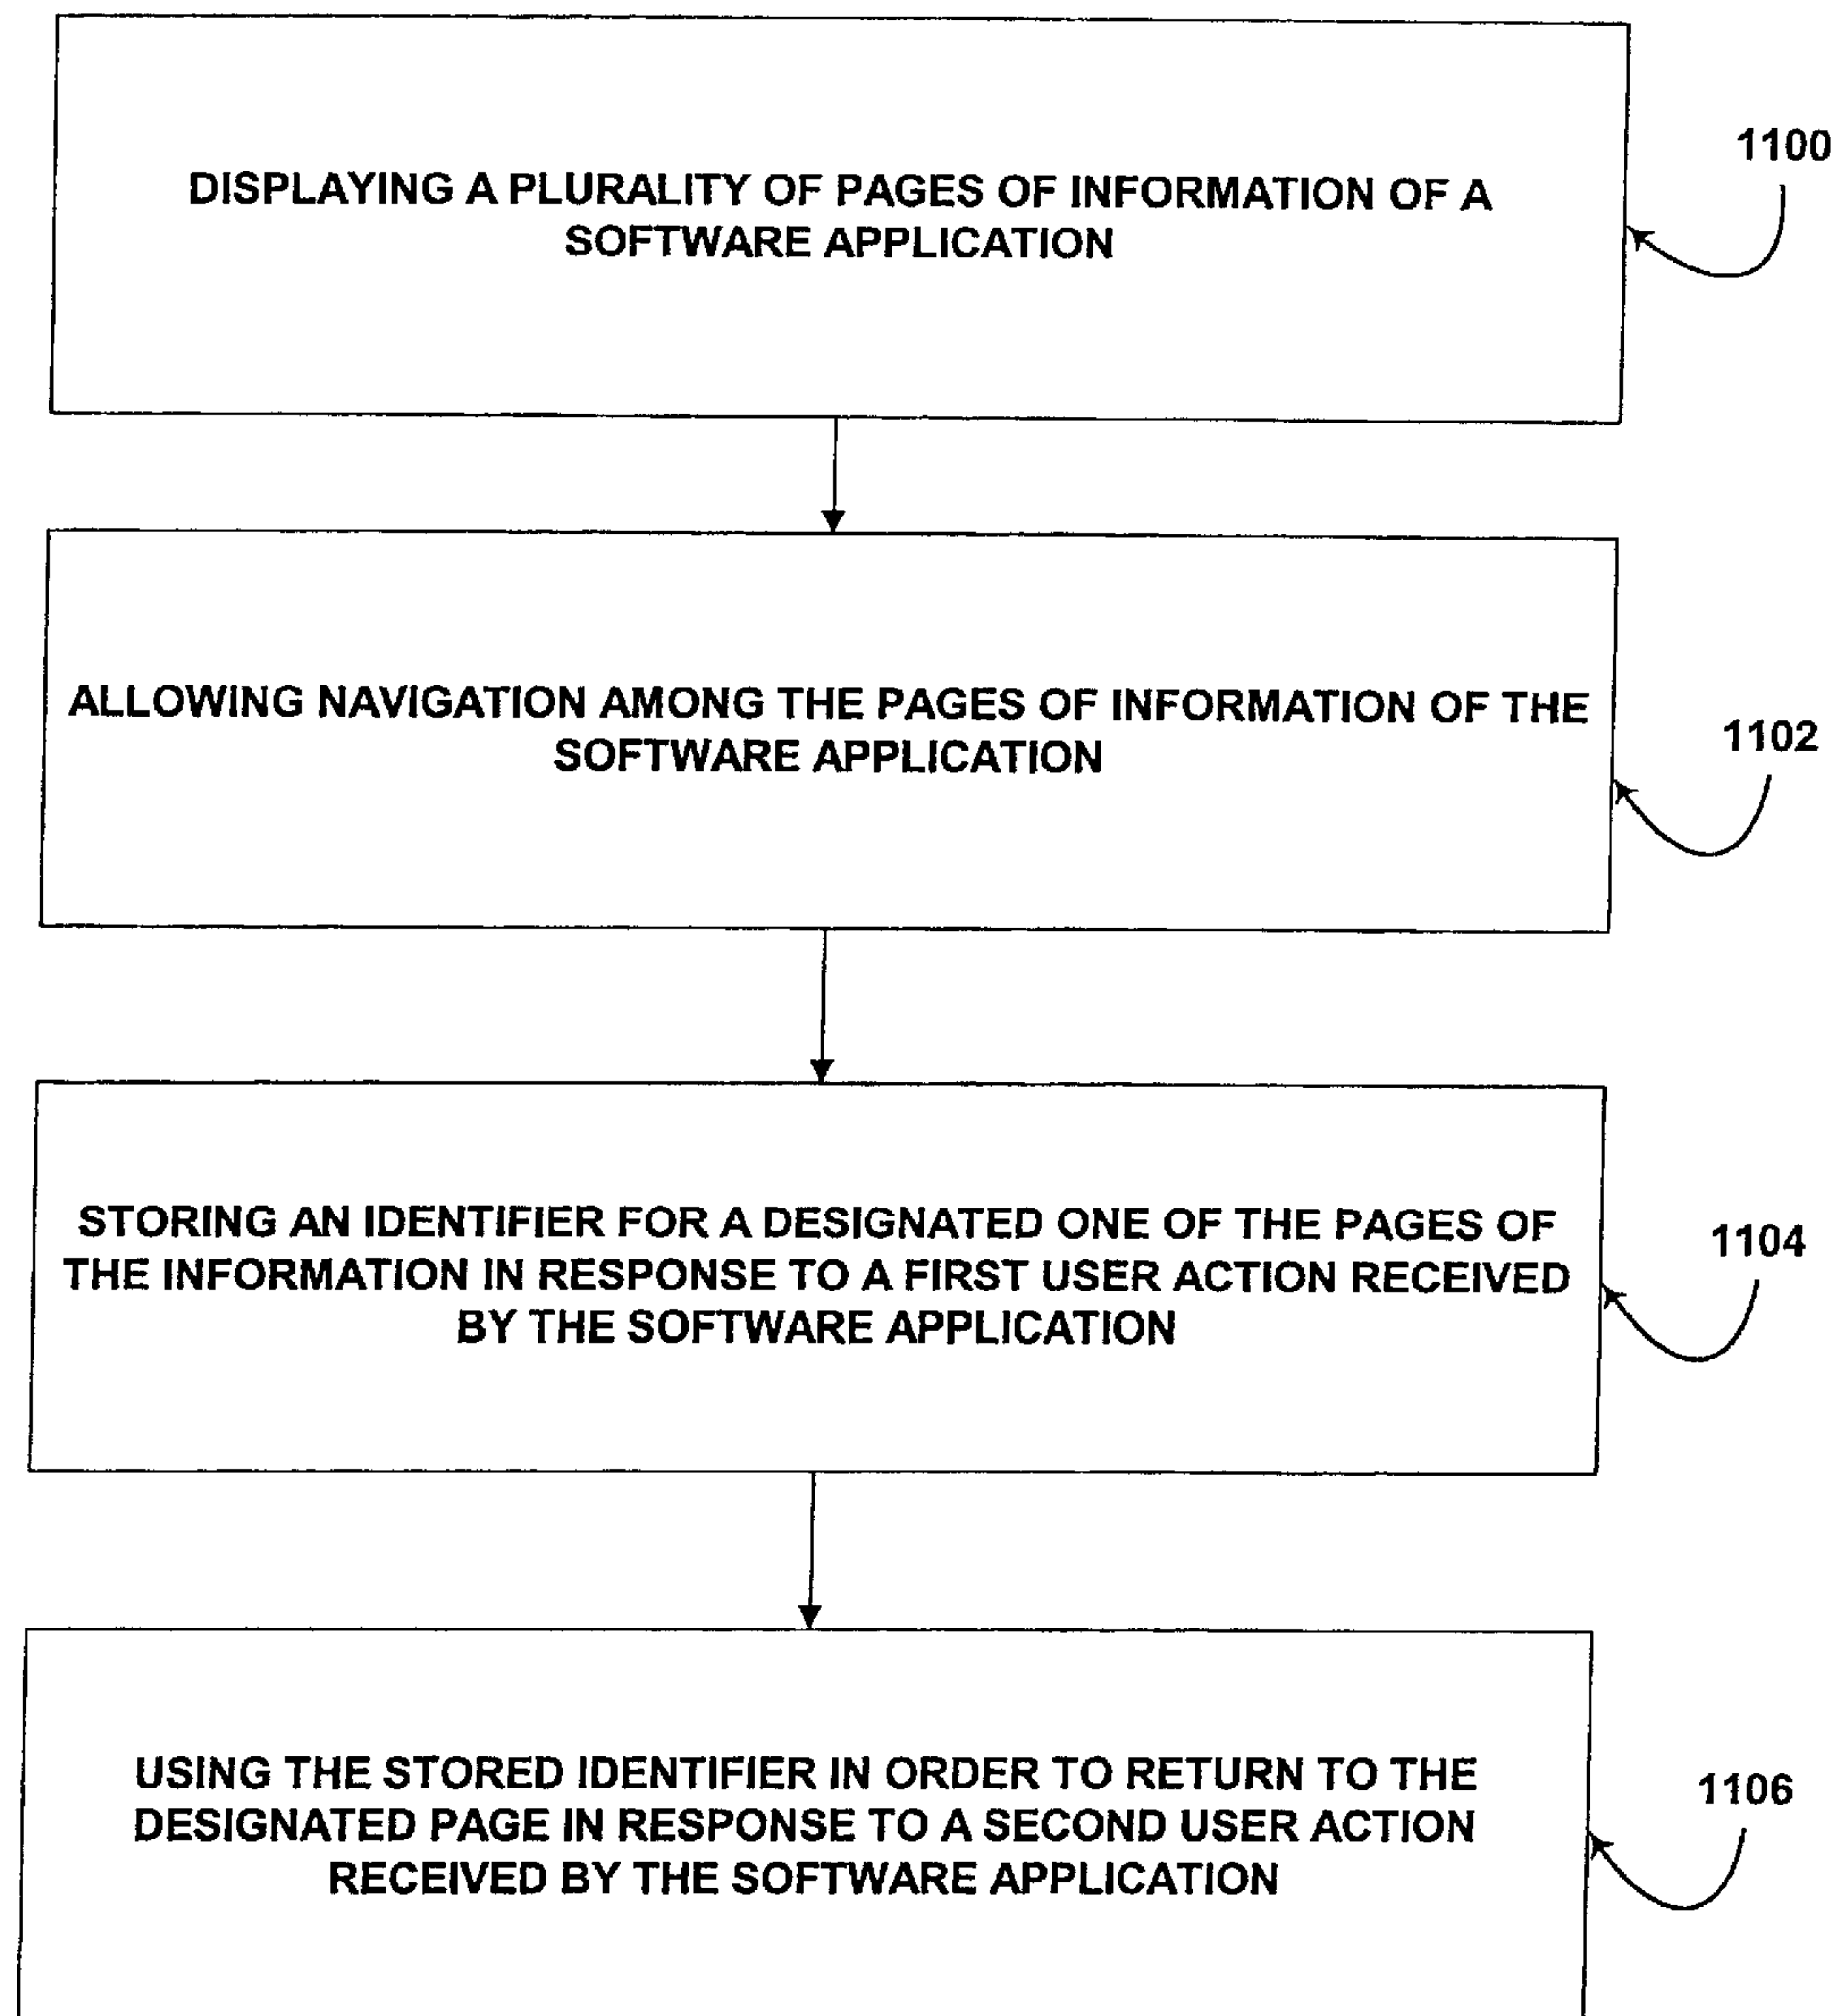 DISPLAYING A PLURALITY OF PAGES OF INFORMATION OF A
SOFTWARE APPLICATION
1100
ALLOWING NAVIGATION AMONG THE PAGES OF INFORMATION OF THE
SOFTWARE APPLICATION
1102
STORING AN IDENTIFIER FOR A DESIGNATED ONE OF THE PAGES OF
THE INFORMATION IN RESPONSE TO A FIRST USER ACTION RECEIVED
BY THE SOFTWARE APPLICATION
1104
USING THE STORED IDENTIFIER IN ORDER TO RETURN TO THE
DESIGNATED PAGE IN RESPONSE TO A SECOND USER ACTION
RECEIVED BY THE SOFTWARE APPLICATION
1106